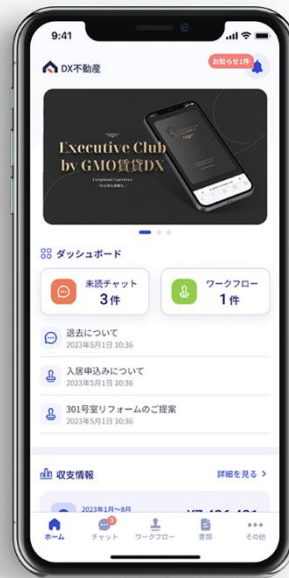 9:41
DX不動産
お知らせ1件
Executive Club
by GMO賃貸DX
ダッシュボード
未読チャット
3件
ワークフロー
1件
退去について
2023年5月1日 10:36
入居申込みについて
2023年5月1日 10:36
301号室リフォームのご提案
2023年5月1日 10:36
収支情報
詳細を見る
2023年1月〜8月
ホーム
3
チャット
ワークフロー
書類
その他